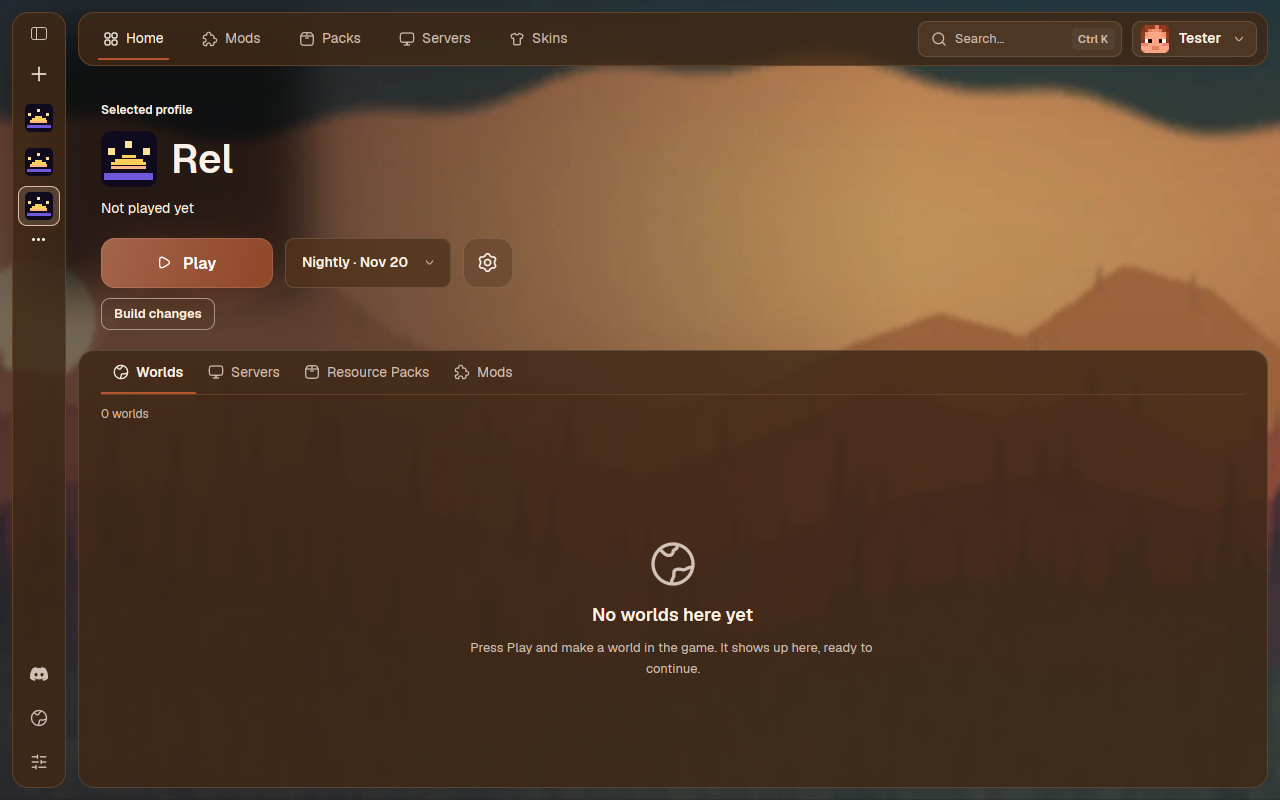 Home
Mods
Packs
Servers
Skins
Search...
Ctrl K
Tester
Selected profile
Rel
Not played yet
Play
Nightly · Nov 20
Build changes
Worlds
Servers
Resource Packs
Mods
0 worlds
No worlds here yet
Press Play and make a world in the game. It shows up here, ready to
continue.